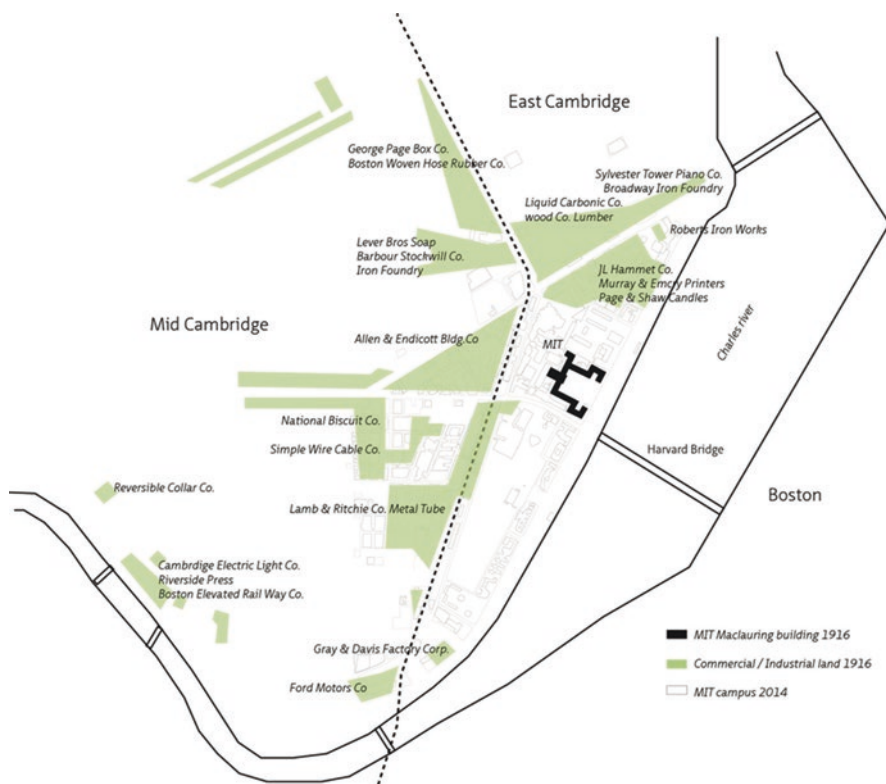 East Cambridge
George Page Box Co.
Boston Woven Hose Rubber Co.
Sylvester Tower Piano Co.
Broadway Iron Foundry
Liquid Carbonic Co.
wood Co. Lumber
Roberts Iron Works
Lever Bros Soap
Barbour Stockwill Co.
Iron Foundry
JL Hammet Co.
Murray & Emcry Printers
Page & Shaw Candles
Mid Cambridge
Allen & Endicott Bldg.Co
MIT
Charles river
National Biscuit Co.
Simple Wire Cable Co.
Harvard Bridge
Boston
Reversible Collar Co.
Lamb & Ritchie Co. Metal Tube
Cambrdige Electric Light Co.
Riverside Press
Boston Elevated Rail Way Co.
Gray & Davis Factory Corp.
Ford Motors Co
MIT Maclauring building 1916
Commercial / Industrial land 1916
MIT campus 2014